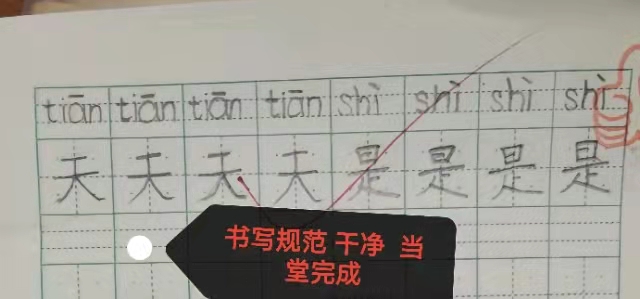 tiān tiān tiān tiān shì shì shì shì
天 天 天 天 是 是 是 是
书写规范 干净 当
堂完成